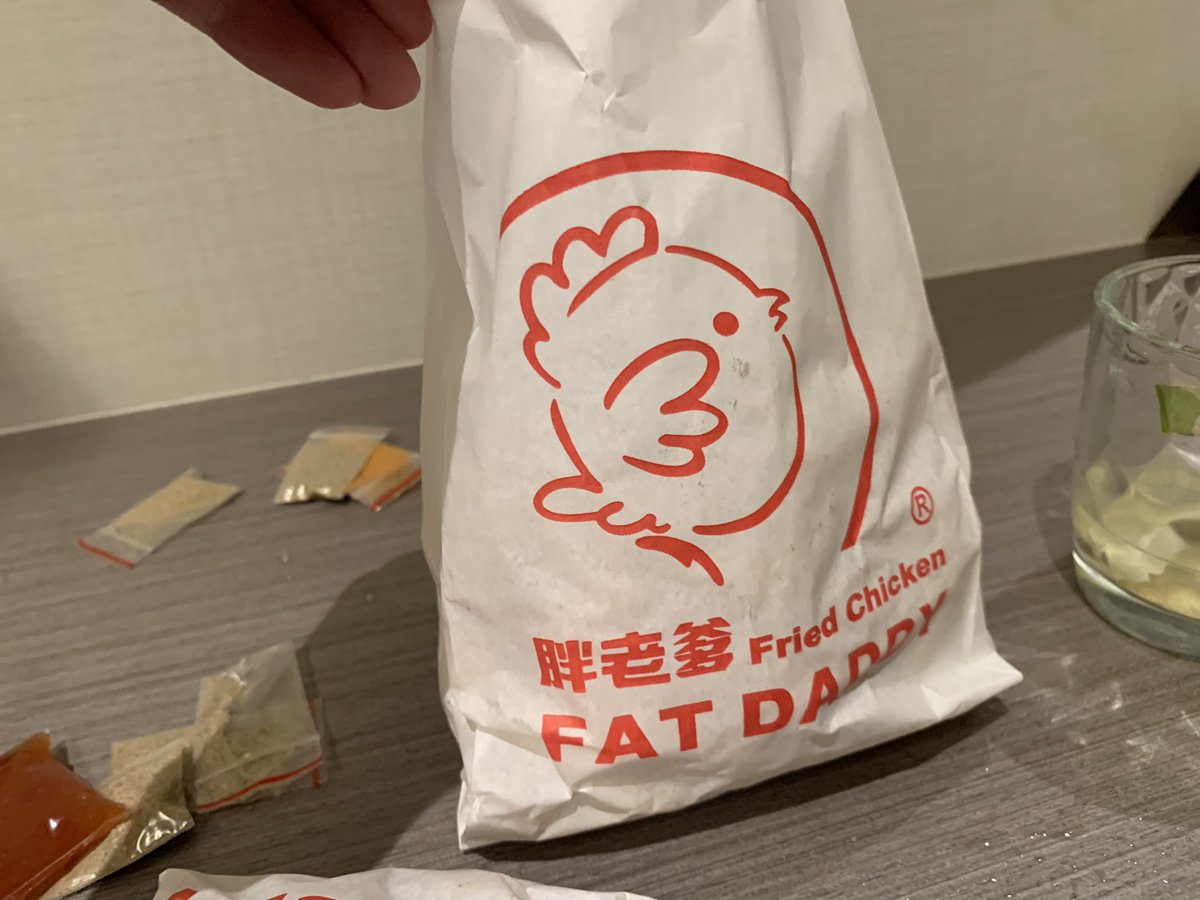 ®
胖老爹 Fried Chicken
FAT DADDY